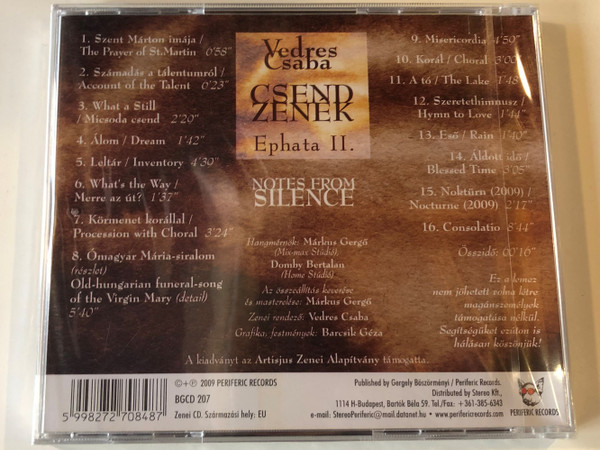 1. Szent Márton imája /
The Prayer of St.Martin 6'58"
2. Számadás a tálentumról /
Account of the Talent 6'23"
3. What a Still
/ Micsoda csend 2'20"
4. Álom / Dream 1'42"
5. Leltár / Inventory 4'39"
6. What's the Way /
Merre az út? 1'37"
7. Körmenet korállal /
Procession with Choral 3'24"
8. Ómagyar Mária-siralom
(részlet)
Old-hungarian funeral-song
of the Virgin Mary (detail)
5'40"
Vedres
Csaba
CSEND
ZENÉK
Ephata II.
NOTES FROM
SILENCE
Hangmérnök: Márkus Gergő
(Mix-max Stúdió),
Domby Bertalan
(Home Stúdió).
Az összeállítás keverése
és masterelése: Márkus Gergő
Zenei rendező: Vedres Csaba
Grafika, festmények: Barcsik Géza
9. Misericordia 4'59"
10. Korál / Choral 3'00"
11. A tó / The Lake 1'48"
12. Szeretethimnusz /
Hymn to Love 1'44"
13. Eső / Rain 1'40"
14. Áldott idő /
Blessed Time 3'05"
15. Noktürn (2009) /
Nocturne (2009) 2'17"
16. Consolatio 8'44"
Összidő: 00'16"
Ez a lemez
nem jöhetett volna létre
magánszemélyek
támogatása nélkül.
Segítségüket ezúton is
hálásan köszönjük!
A kiadványt az Artisjus Zenei Alapítvány támogatta.
5 998272 708487
©+℗ 2009 PERIFERIC RECORDS
BGCD 207
Zenei CD. Származási hely: EU
Published by Gergely Böszörményi / Periferic Records.
Distributed by Stereo Kft.,
1114 H-Budapest, Bartók Béla 59. Tel./Fax: +361-385-6343
e-mail: StereoPeriferic@mail.datanet.hu • www.perifericrecords.com
PERIFERIC RECORDS